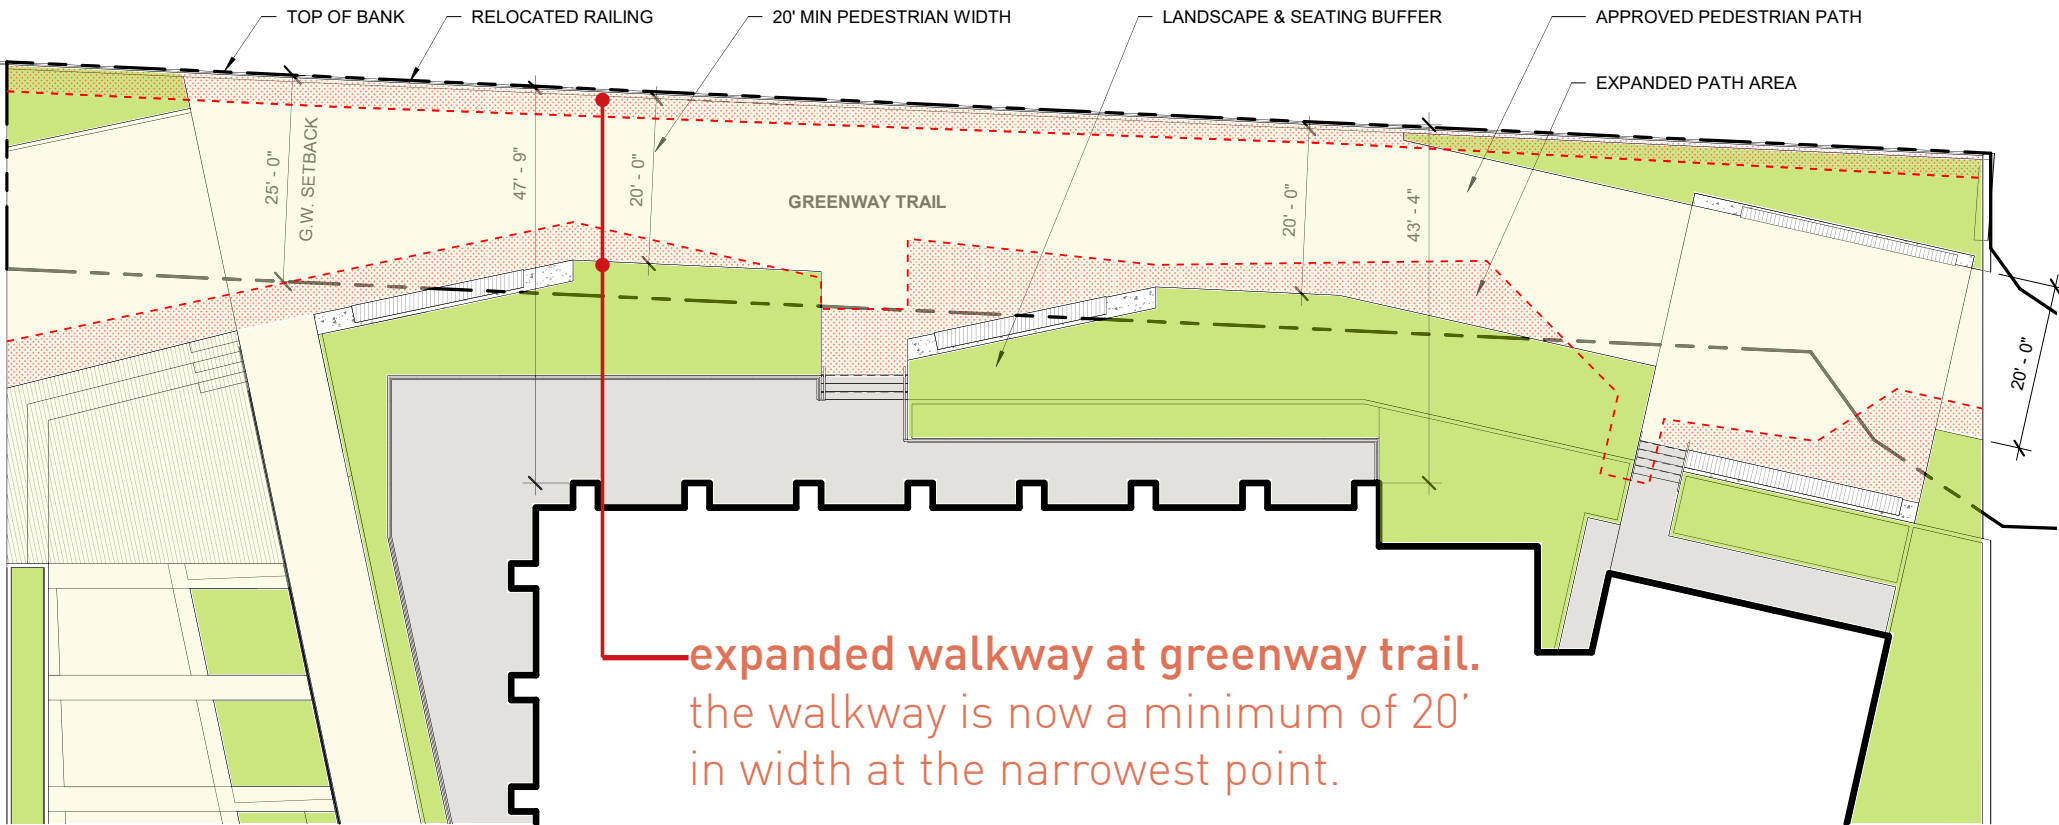 TOP OF BANK
RELOCATED RAILING
20' MIN PEDESTRIAN WIDTH
LANDSCAPE & SEATING BUFFER
APPROVED PEDESTRIAN PATH
EXPANDED PATH AREA
25' - 0"
G.W. SETBACK
47' - 9"
20' - 0"
GREENWAY TRAIL
20' - 0"
43' - 4"
20' - 0"
expanded walkway at greenway trail.
the walkway is now a minimum of 20'
in width at the narrowest point.